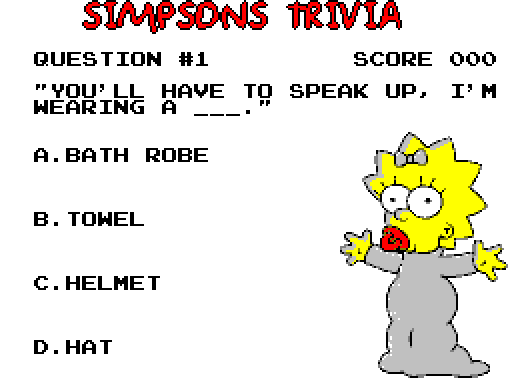 SIMPSONS TRIVIA
QUESTION #1 SCORE 000
"YOU'LL HAVE TO SPEAK UP, I'M
WEARING A ___."
A.BATH ROBE
B.TOWEL
C.HELMET
D.HAT